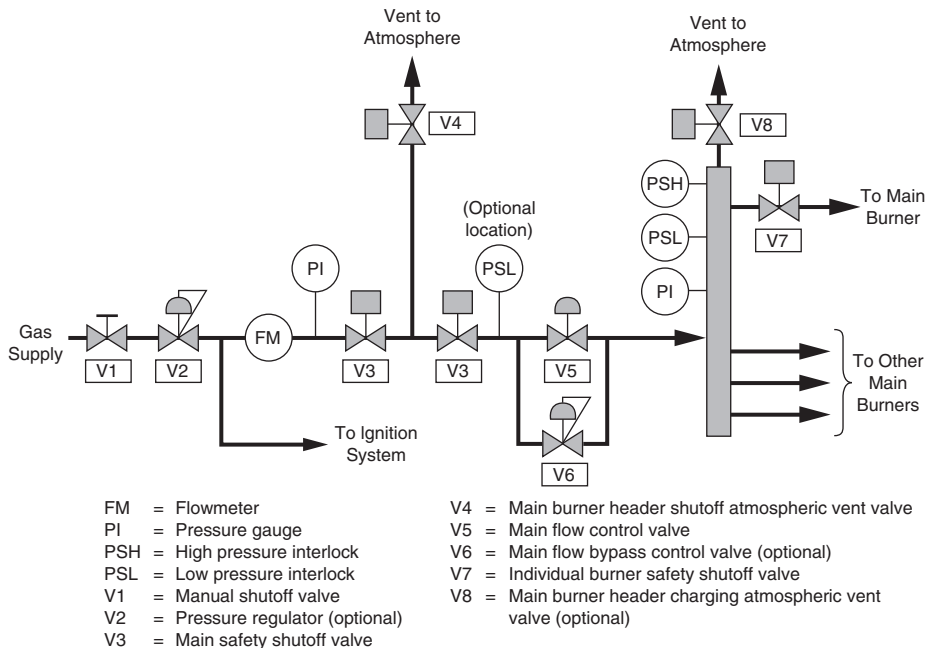 Vent to
Atmosphere
Vent to
Atmosphere
V4
V8
PSH
(Optional
location)
To Main
Burner
PSL
V7
PI
PSL
PI
Gas
Supply
FM
V1
V2
V3
V3
V5
To Other
Main
Burners
To Ignition
System
V6
FM = Flowmeter
PI = Pressure gauge
PSH = High pressure interlock
PSL = Low pressure interlock
V1 = Manual shutoff valve
V2 = Pressure regulator (optional)
V3 = Main safety shutoff valve
V4 = Main burner header shutoff atmospheric vent valve
V5 = Main flow control valve
V6 = Main flow bypass control valve (optional)
V7 = Individual burner safety shutoff valve
V8 = Main burner header charging atmospheric vent
valve (optional)